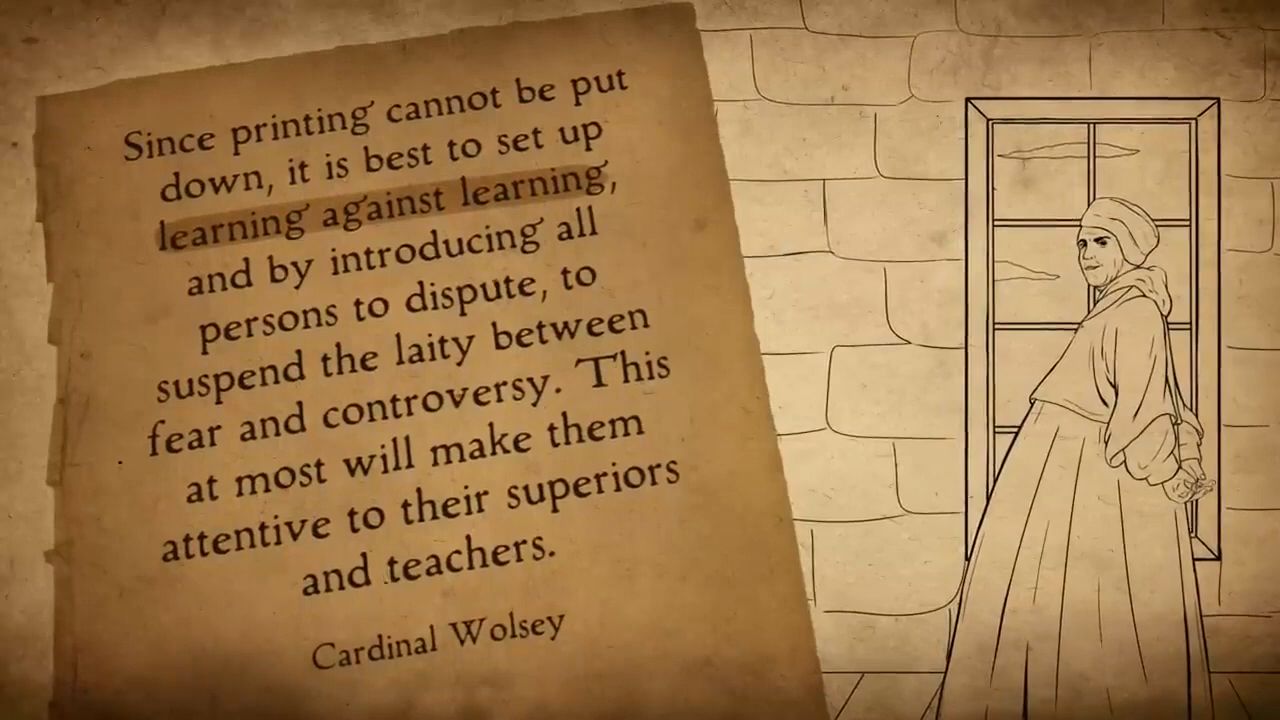 Since printing cannot be put
down, it is best to set up
learning against learning,
and by introducing all
persons to dispute, to
suspend the laity between
fear and controversy. This
at most will make them
attentive to their superiors
and teachers.
Cardinal Wolsey